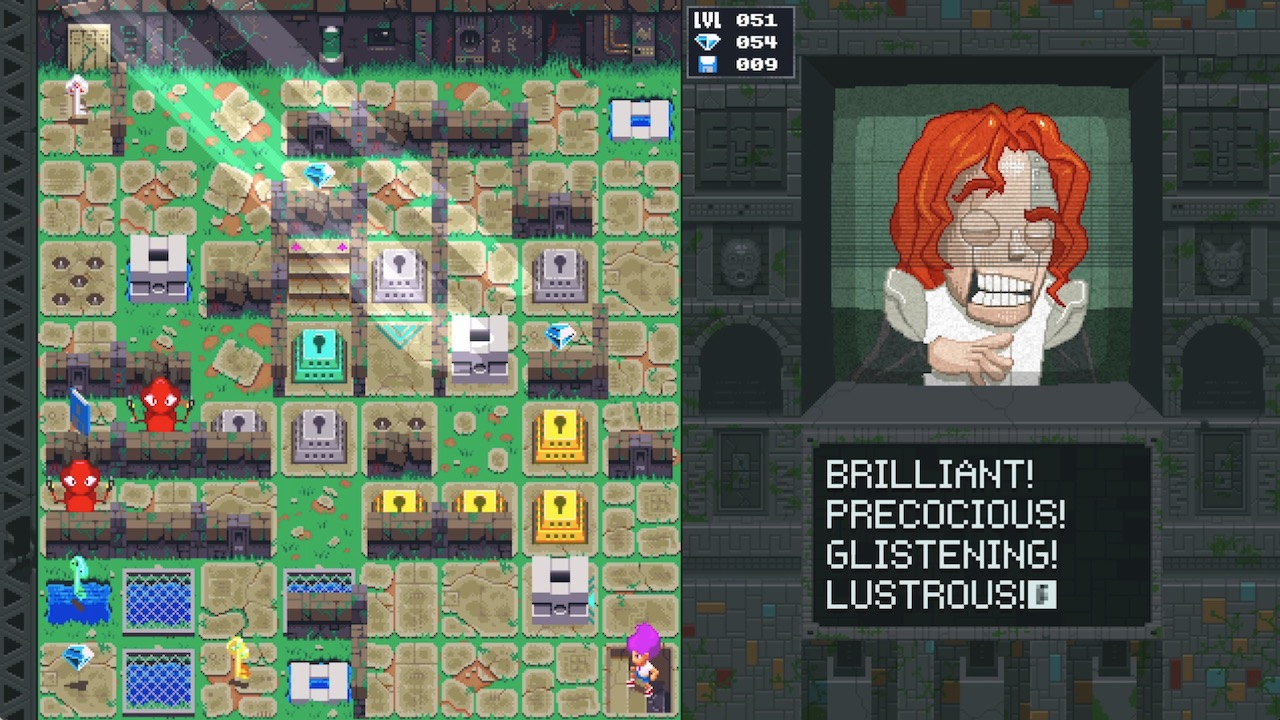 LVL 051
054
009
BRILLIANT!
PRECOCIOUS!
GLISTENING!
LUSTROUS! F